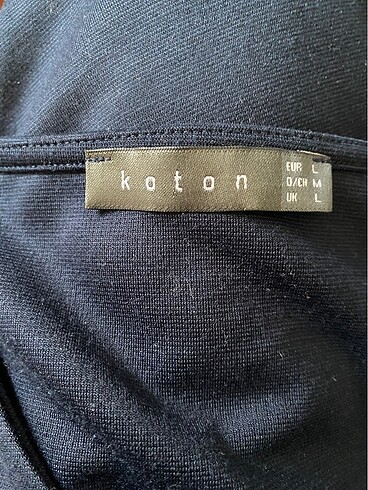 koton
EUR L
D/CH M
UK L